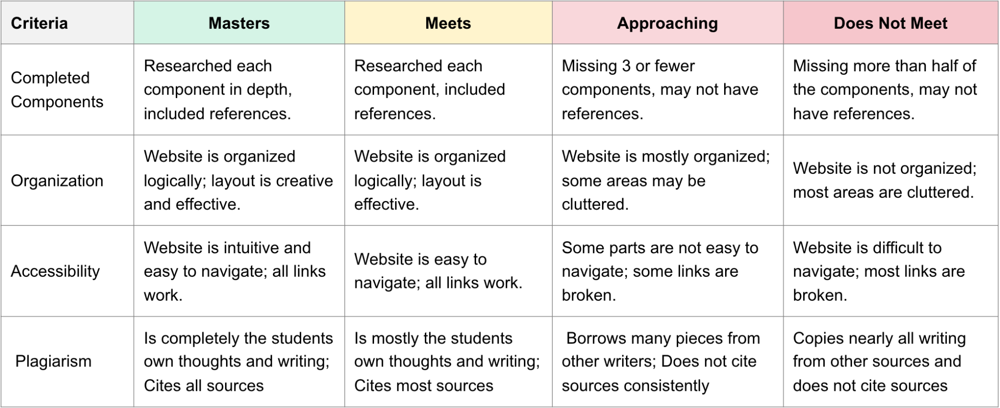 Criteria
Masters
Meets
Approaching
Does Not Meet
Completed
Components
Researched each
component in depth,
included references.
Researched each
component, included
references.
Missing 3 or fewer
components, may not have
references.
Missing more than half of
the components, may not
have references.
Organization
Website is organized
logically; layout is creative
and effective.
Website is organized
logically; layout is
effective.
Website is mostly organized;
some areas may be
cluttered.
Website is not organized;
most areas are cluttered.
Accessibility
Website is intuitive and
easy to navigate; all links
work.
Website is easy to
navigate; all links work.
Some parts are not easy to
navigate; some links are
broken.
Website is difficult to
navigate; most links are
broken.
Plagiarism
Is completely the students
own thoughts and writing;
Cites all sources
Is mostly the students
own thoughts and writing;
Cites most sources
Borrows many pieces from
other writers; Does not cite
sources consistently
Copies nearly all writing
from other sources and
does not cite sources